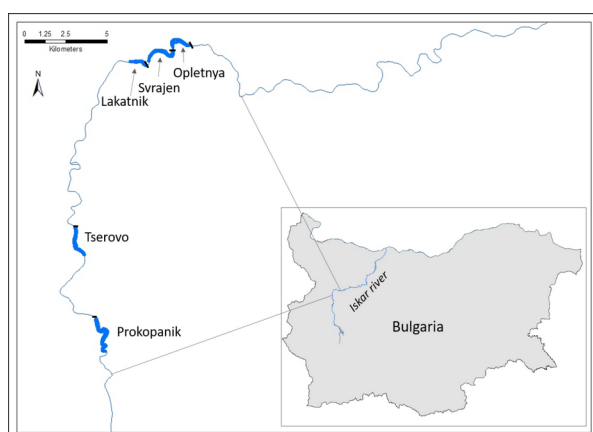 0 1.25 2.5 5
Kilometers
N
Opletnya
Svrajen
Lakatnik
Tserovo
Prokopanik
Iskar river
Bulgaria